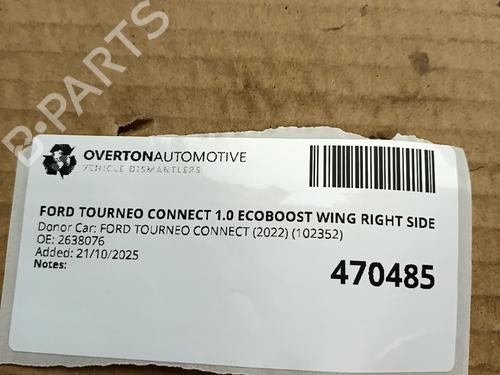 B-PARTS
OVERTONAUTOMOTIVE
VEHICLE DISMANTLERS
FORD TOURNEO CONNECT 1.0 ECOBOOST WING RIGHT SIDE
Donor Car: FORD TOURNEO CONNECT (2022) (102352)
OE: 2638076
Added: 21/10/2025
Notes:
470485